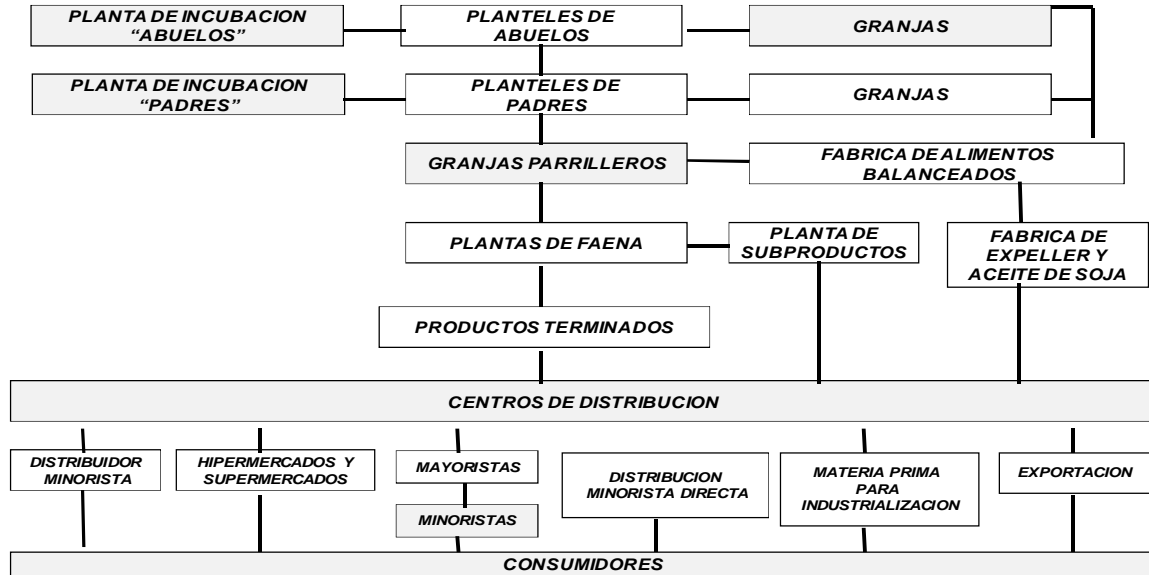 PLANTA DE INCUBACION
“ABUELOS”
PLANTELES DE
ABUELOS
GRANJAS
PLANTA DE INCUBACION
“PADRES”
PLANTELES DE
PADRES
GRANJAS
GRANJAS PARRILLEROS
FABRICA DE ALIMENTOS
BALANCEADOS
PLANTAS DE FAENA
PLANTA DE
SUBPRODUCTOS
FABRICA DE
EXPELLER Y
ACEITE DE SOJA
PRODUCTOS TERMINADOS
CENTROS DE DISTRIBUCION
DISTRIBUIDOR
MINORISTA
HIPERMERCADOS Y
SUPERMERCADOS
MAYORISTAS
MINORISTAS
DISTRIBUCION
MINORISTA DIRECTA
MATERIA PRIMA
PARA
INDUSTRIALIZACION
EXPORTACION
CONSUMIDORES